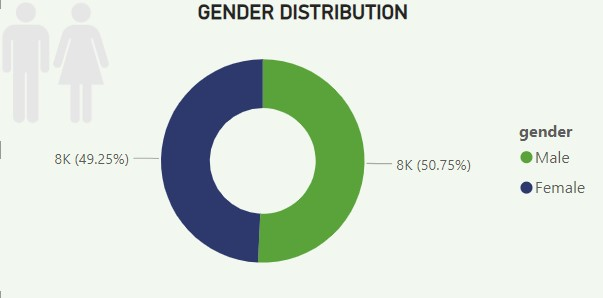 GENDER DISTRIBUTION
8K (49.25%)
8K (50.75%)
gender
Male
Female